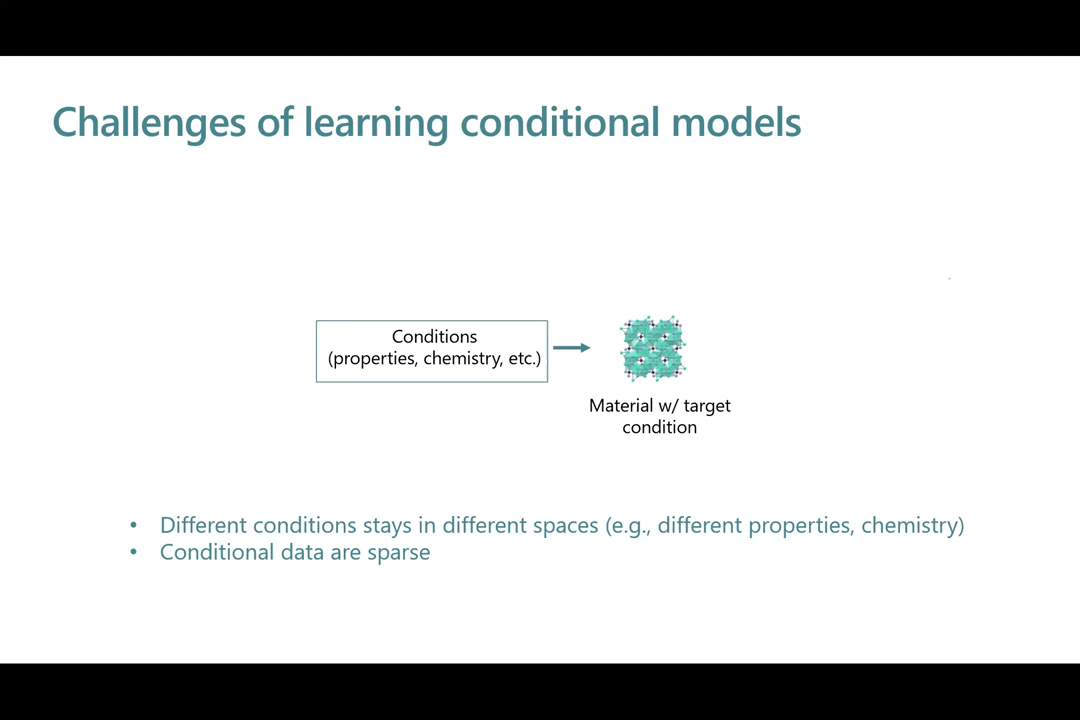 Challenges of learning conditional models
Conditions
(properties, chemistry, etc.)
Material w/ target
condition
• Different conditions stays in different spaces (e.g., different properties, chemistry)
• Conditional data are sparse